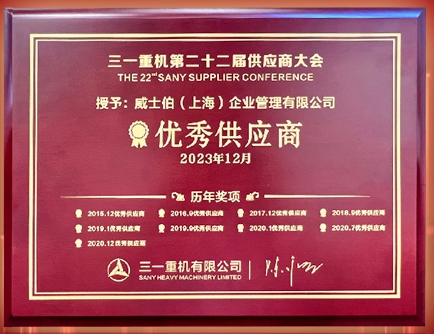 三一重机第二十二届供应商大会
THE 22nd SANY SUPPLIER CONFERENCE
授予：威士伯（上海）企业管理有限公司
优秀供应商
2023年12月
历年奖项
2015.12优秀供应商 2016.9优秀供应商 2017.12优秀供应商 2018.9优秀供应商
2019.1优秀供应商 2019.9优秀供应商 2020.1优秀供应商 2020.7优秀供应商
2020.12优秀供应商
三一重机有限公司
SANY HEAVY MACHINERY LIMITED